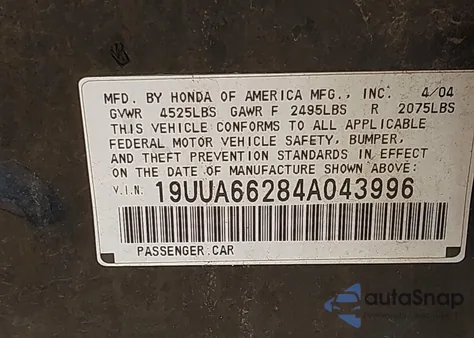 MFD. BY HONDA OF AMERICA MFG., INC. 4/04
GVWR 4525LBS GAWR F 2495LBS R 2075LBS
THIS VEHICLE CONFORMS TO ALL APPLICABLE
FEDERAL MOTOR VEHICLE SAFETY, BUMPER,
AND THEFT PREVENTION STANDARDS IN EFFECT
ON THE DATE OF MANUFACTURE SHOWN ABOVE:
V.I.N. 19UUA66284A043996
PASSENGER CAR
autoSnap
POWERED BY